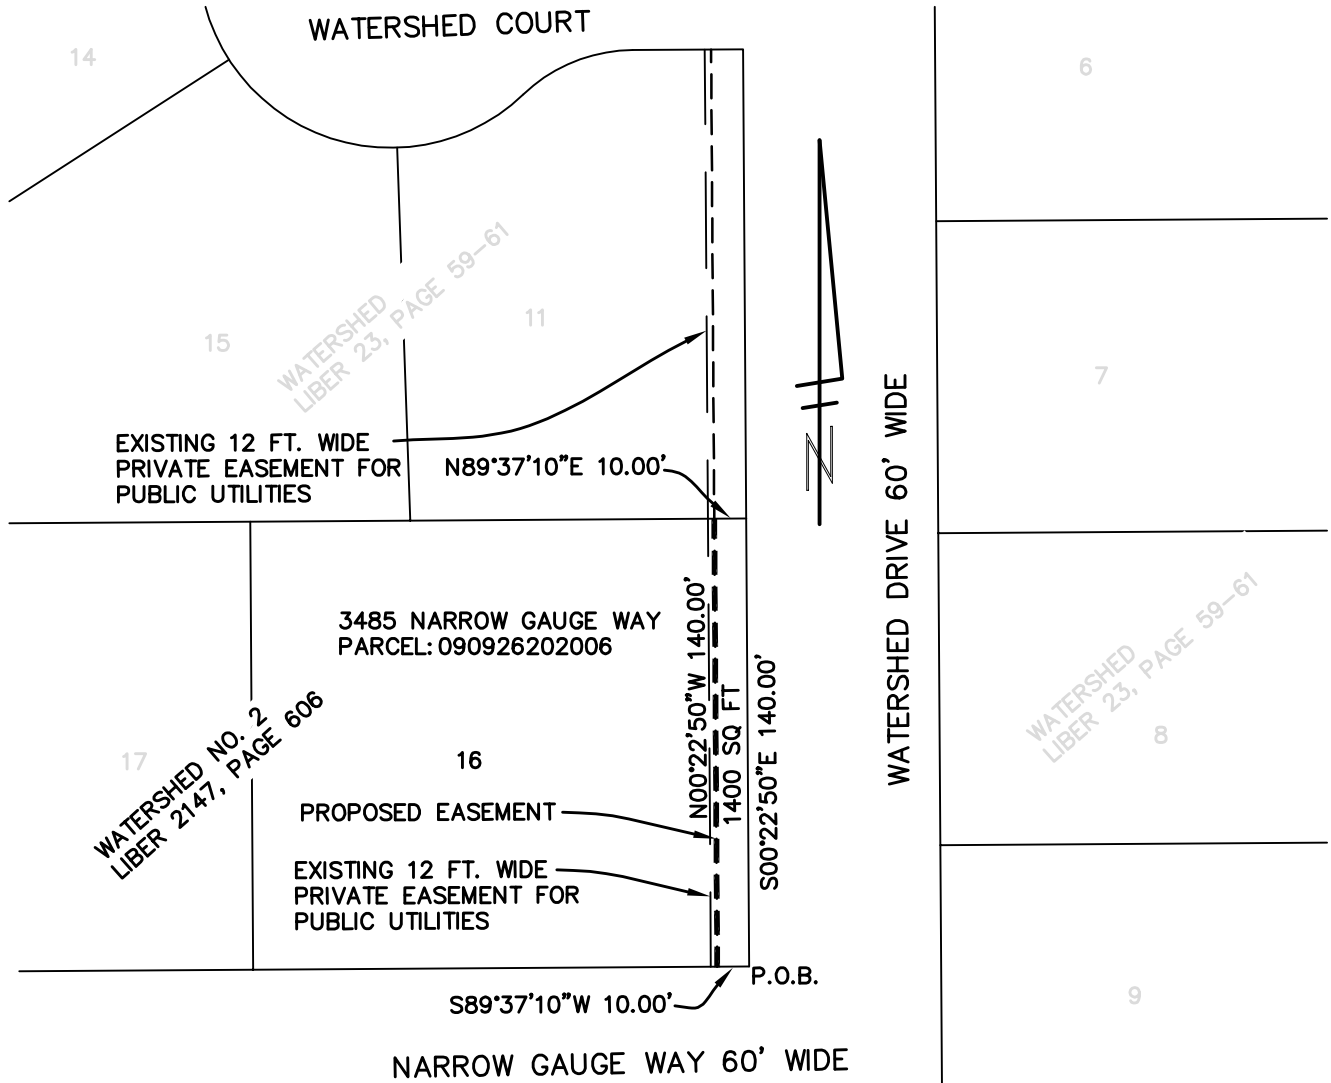 WATERSHED COURT
14
6
WATERSHED
LIBER 23, PAGE 59-61
15
11
7
EXISTING 12 FT. WIDE
PRIVATE EASEMENT FOR
PUBLIC UTILITIES
N89°37'10"E 10.00'
N
WATERSHED DRIVE 60' WIDE
3485 NARROW GAUGE WAY
PARCEL: 090926202006
N00°22'50"W 140.00'
1400 SQ FT
S00°22'50"E 140.00'
WATERSHED
LIBER 23, PAGE 59-61
8
WATERSHED NO. 2
LIBER 2147, PAGE 606
17
16
PROPOSED EASEMENT
EXISTING 12 FT. WIDE
PRIVATE EASEMENT FOR
PUBLIC UTILITIES
P.O.B.
S89°37'10"W 10.00'
9
NARROW GAUGE WAY 60' WIDE